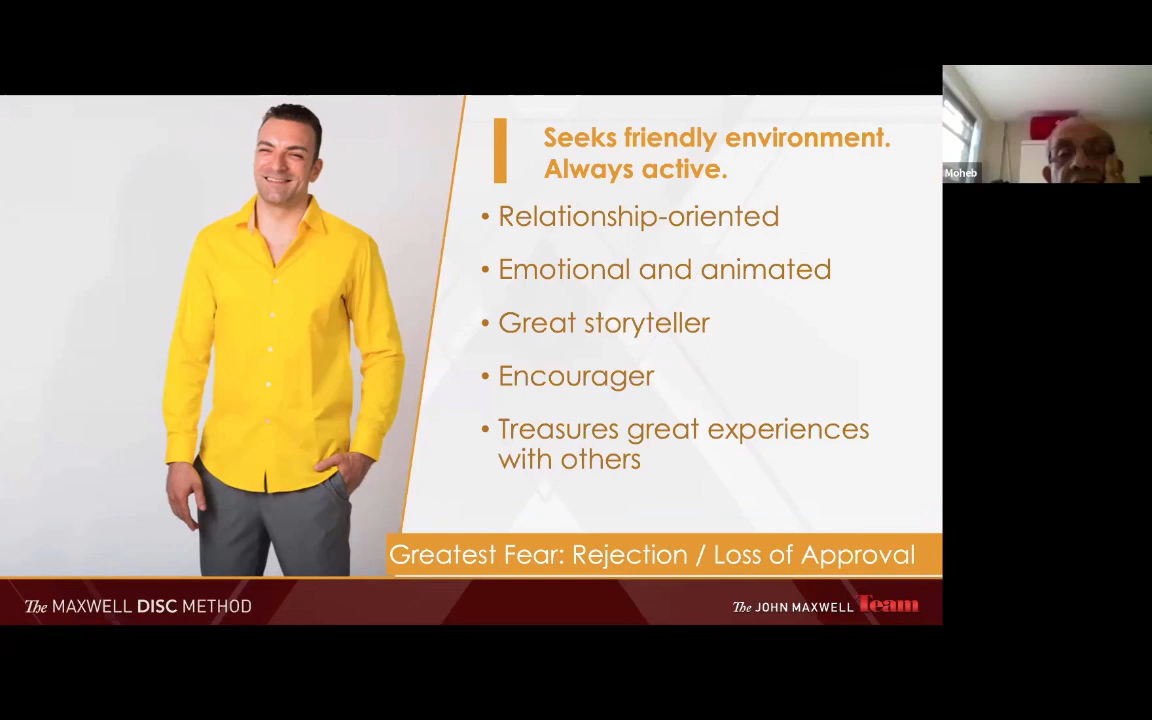 I
Seeks friendly environment.
Always active.
• Relationship-oriented
• Emotional and animated
• Great storyteller
• Encourager
• Treasures great experiences
with others
Greatest Fear: Rejection / Loss of Approval
The MAXWELL DISC METHOD
The JOHN MAXWELL Team
Moheb